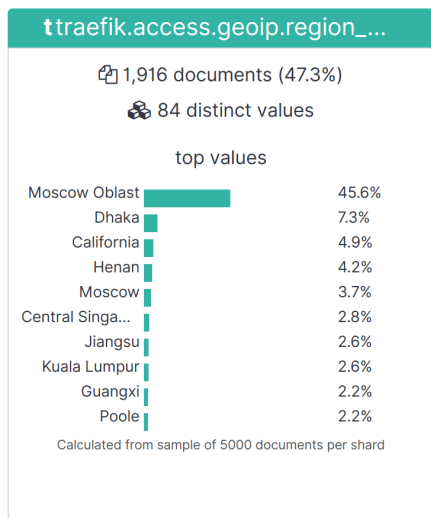 t traefik.access.geoip.region_...
1,916 documents (47.3%)
84 distinct values
top values
Moscow Oblast 45.6%
Dhaka 7.3%
California 4.9%
Henan 4.2%
Moscow 3.7%
Central Singa... 2.8%
Jiangsu 2.6%
Kuala Lumpur 2.6%
Guangxi 2.2%
Poole 2.2%
Calculated from sample of 5000 documents per shard